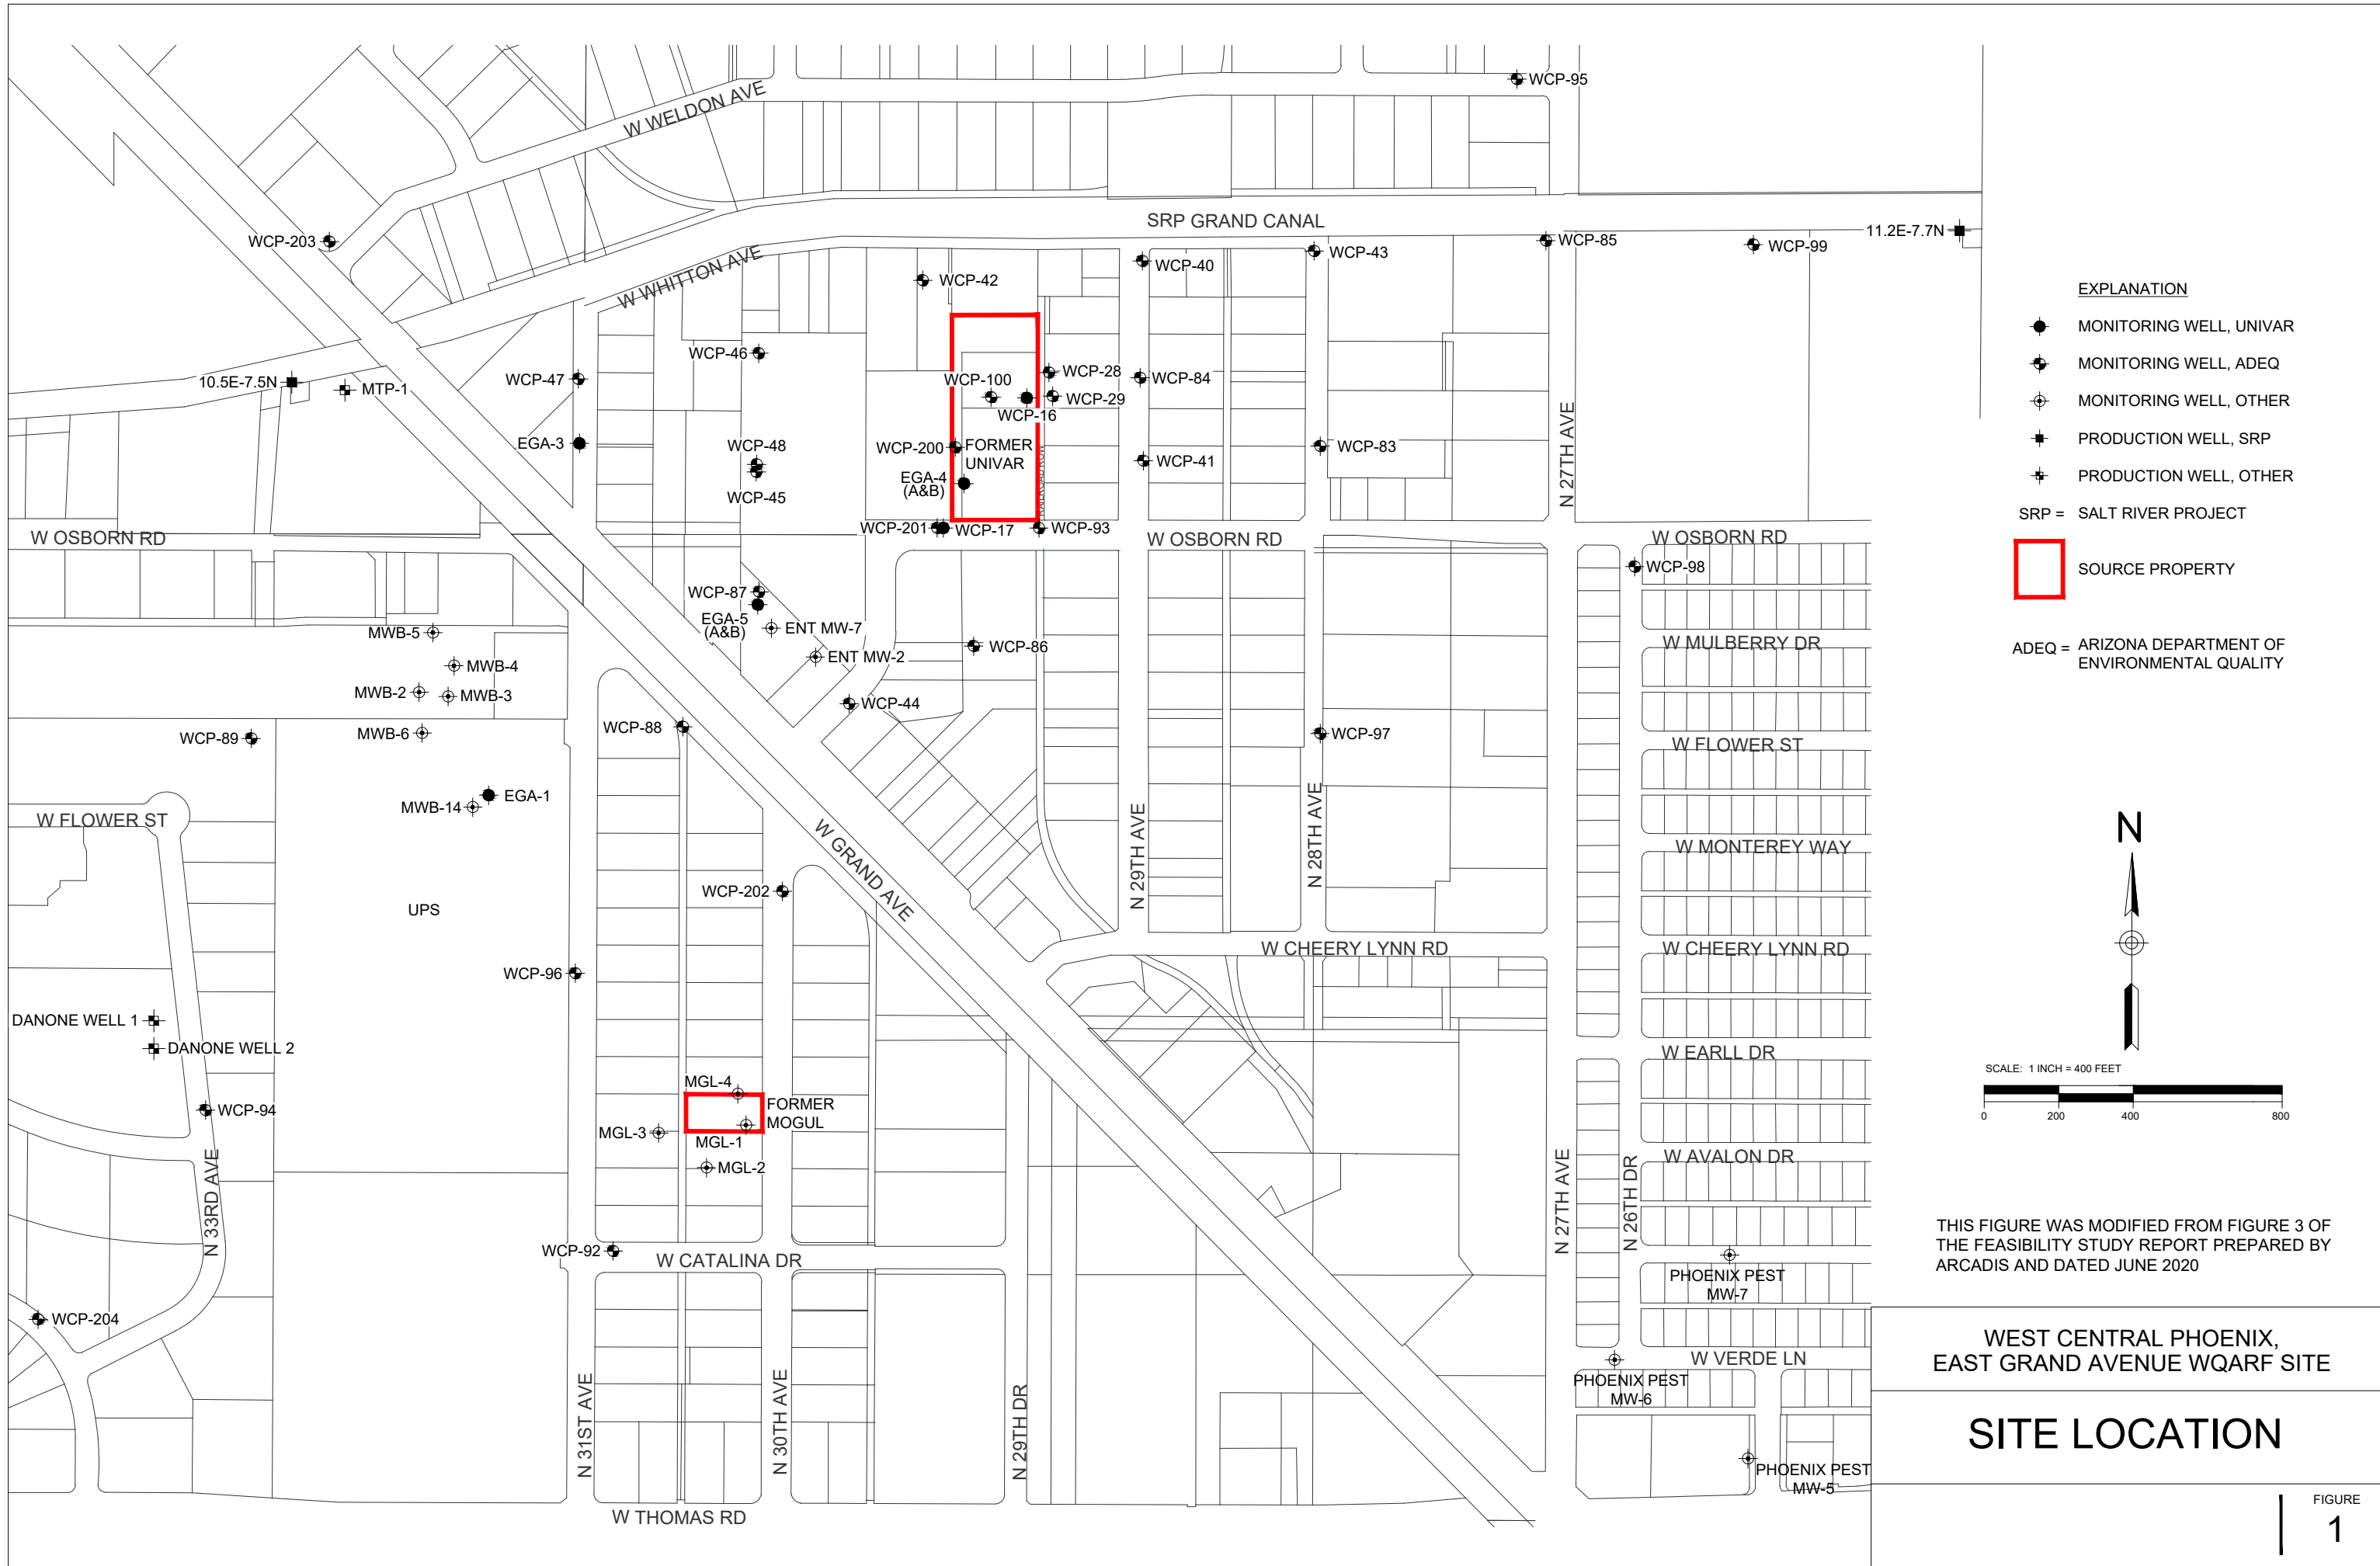 W WELDON AVE
WCP-95
SRP GRAND CANAL
WCP-203
W WHITTON AVE
WCP-42
WCP-40
WCP-43
WCP-85
WCP-99
11.2E-7.7N
10.5E-7.5N
MTP-1
WCP-47
WCP-46
WCP-100
WCP-28
WCP-84
WCP-29
WCP-16
EGA-3
WCP-48
WCP-45
WCP-200
FORMER
UNIVAR
EGA-4
(A&B)
WCP-41
WCP-83
N 27TH AVE
WCP-201
WCP-17
WCP-93
W OSBORN RD
W OSBORN RD
W OSBORN RD
WCP-98
WCP-87
EGA-5
(A&B)
ENT MW-7
ENT MW-2
WCP-86
WCP-44
MWB-5
MWB-4
MWB-2
MWB-3
MWB-6
WCP-89
WCP-88
WCP-97
W MULBERRY DR
W FLOWER ST
MWB-14
EGA-1
W FLOWER ST
W GRAND AVE
N 29TH AVE
N 28TH AVE
W MONTEREY WAY
WCP-202
UPS
W CHEERY LYNN RD
W CHEERY LYNN RD
WCP-96
DANONE WELL 1
DANONE WELL 2
W EARLL DR
MGL-4
FORMER
MOGUL
MGL-3
MGL-1
MGL-2
WCP-94
N 33RD AVE
W AVALON DR
N 27TH AVE
N 26TH DR
WCP-92
W CATALINA DR
PHOENIX PEST
MW-7
WCP-204
W VERDE LN
PHOENIX PEST
MW-6
N 31ST AVE
N 30TH AVE
N 29TH DR
PHOENIX PEST
MW-5
W THOMAS RD
EXPLANATION
MONITORING WELL, UNIVAR
MONITORING WELL, ADEQ
MONITORING WELL, OTHER
PRODUCTION WELL, SRP
PRODUCTION WELL, OTHER
SRP = SALT RIVER PROJECT
SOURCE PROPERTY
ADEQ = ARIZONA DEPARTMENT OF
ENVIRONMENTAL QUALITY
N
SCALE: 1 INCH = 400 FEET
0 200 400 800
THIS FIGURE WAS MODIFIED FROM FIGURE 3 OF
THE FEASIBILITY STUDY REPORT PREPARED BY
ARCADIS AND DATED JUNE 2020
WEST CENTRAL PHOENIX,
EAST GRAND AVENUE WQARF SITE
SITE LOCATION
FIGURE
1